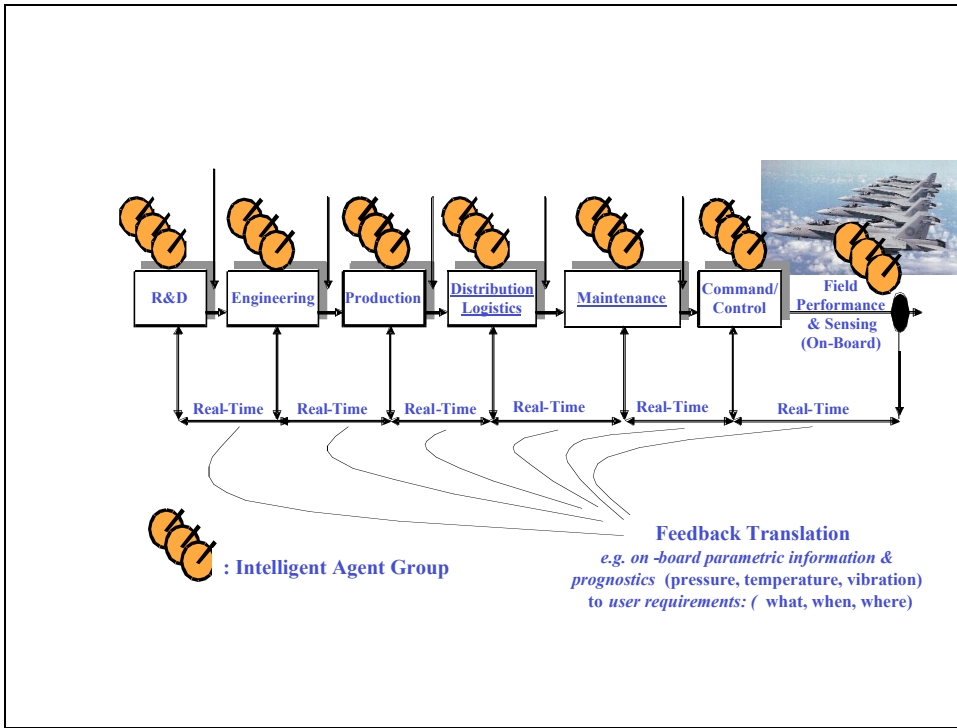 R&D
Engineering
Production
Distribution
Logistics
Maintenance
Command/
Control
Field
Performance
& Sensing
(On-Board)
Real-Time
Real-Time
Real-Time
Real-Time
Real-Time
Real-Time
: Intelligent Agent Group
Feedback Translation
e.g. on -board parametric information &
prognostics (pressure, temperature, vibration)
to user requirements: ( what, when, where)